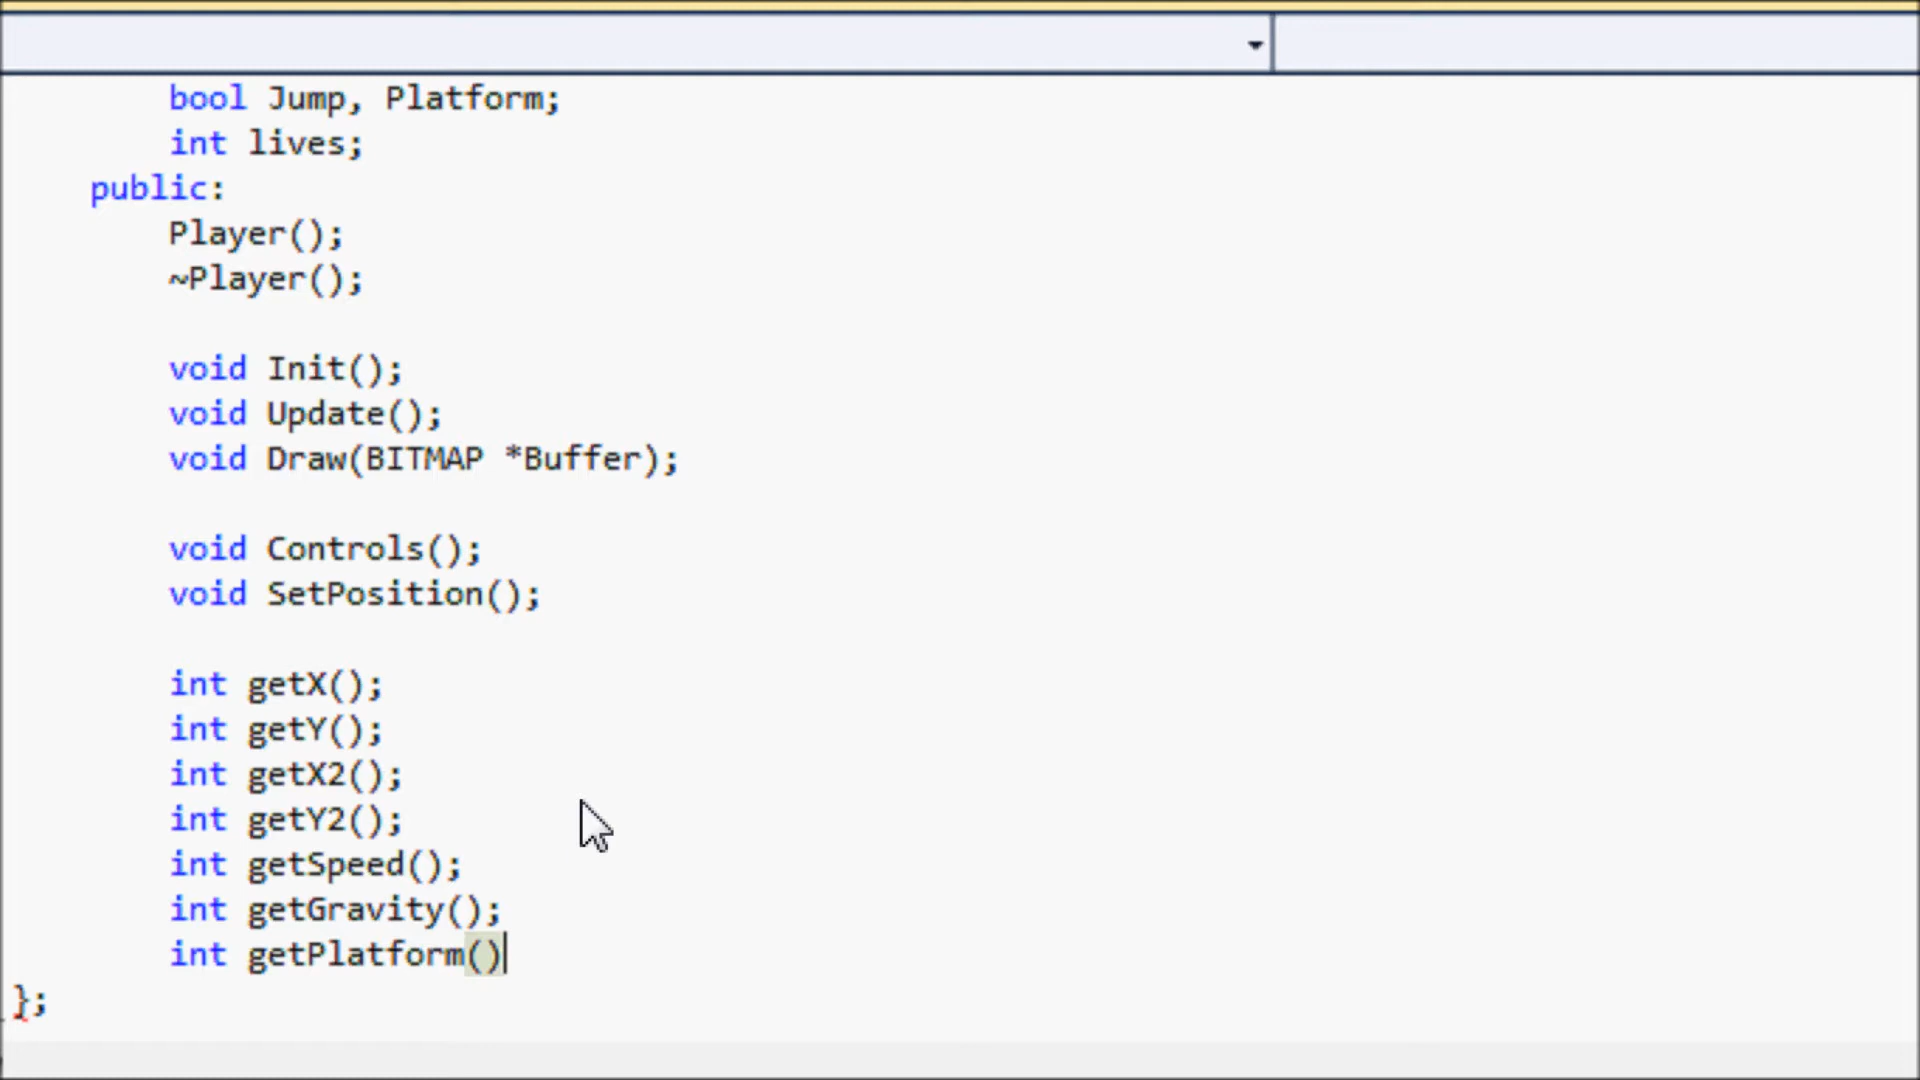 bool Jump, Platform;
int lives;
public:
Player();
~Player();
void Init();
void Update();
void Draw(BITMAP *Buffer);
void Controls();
void SetPosition();
int getX();
int getY();
int getX2();
int getY2();
int getSpeed();
int getGravity();
int getPlatform()
};